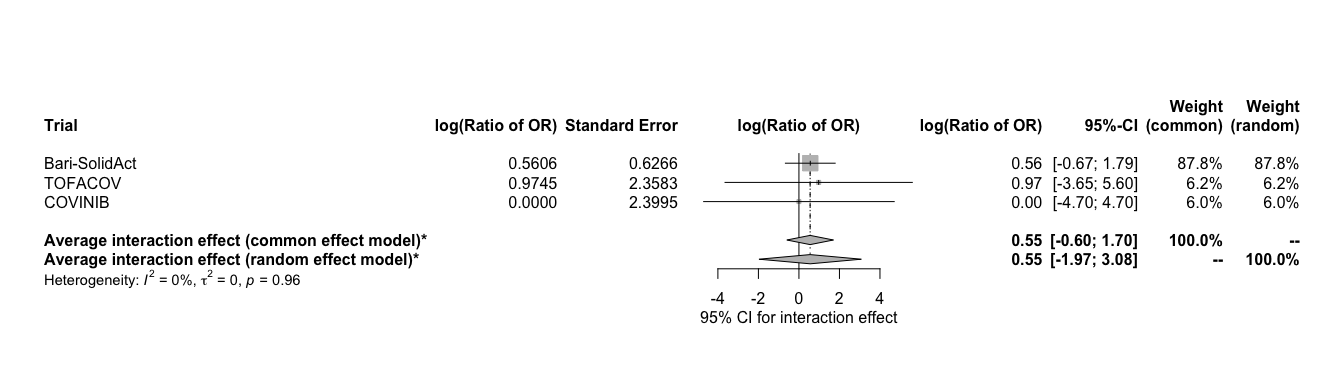 Weight Weight
Trial log(Ratio of OR) Standard Error log(Ratio of OR) log(Ratio of OR) 95%-CI (common) (random)
Bari-SolidAct 0.5606 0.6266 0.56 [-0.67; 1.79] 87.8% 87.8%
TOFACOV 0.9745 2.3583 0.97 [-3.65; 5.60] 6.2% 6.2%
COVINIB 0.0000 2.3995 0.00 [-4.70; 4.70] 6.0% 6.0%
Average interaction effect (common effect model)* 0.55 [-0.60; 1.70] 100.0% --
Average interaction effect (random effect model)* 0.55 [-1.97; 3.08] -- 100.0%
Heterogeneity: I² = 0%, τ² = 0, p = 0.96
-4 -2 0 2 4
95% CI for interaction effect